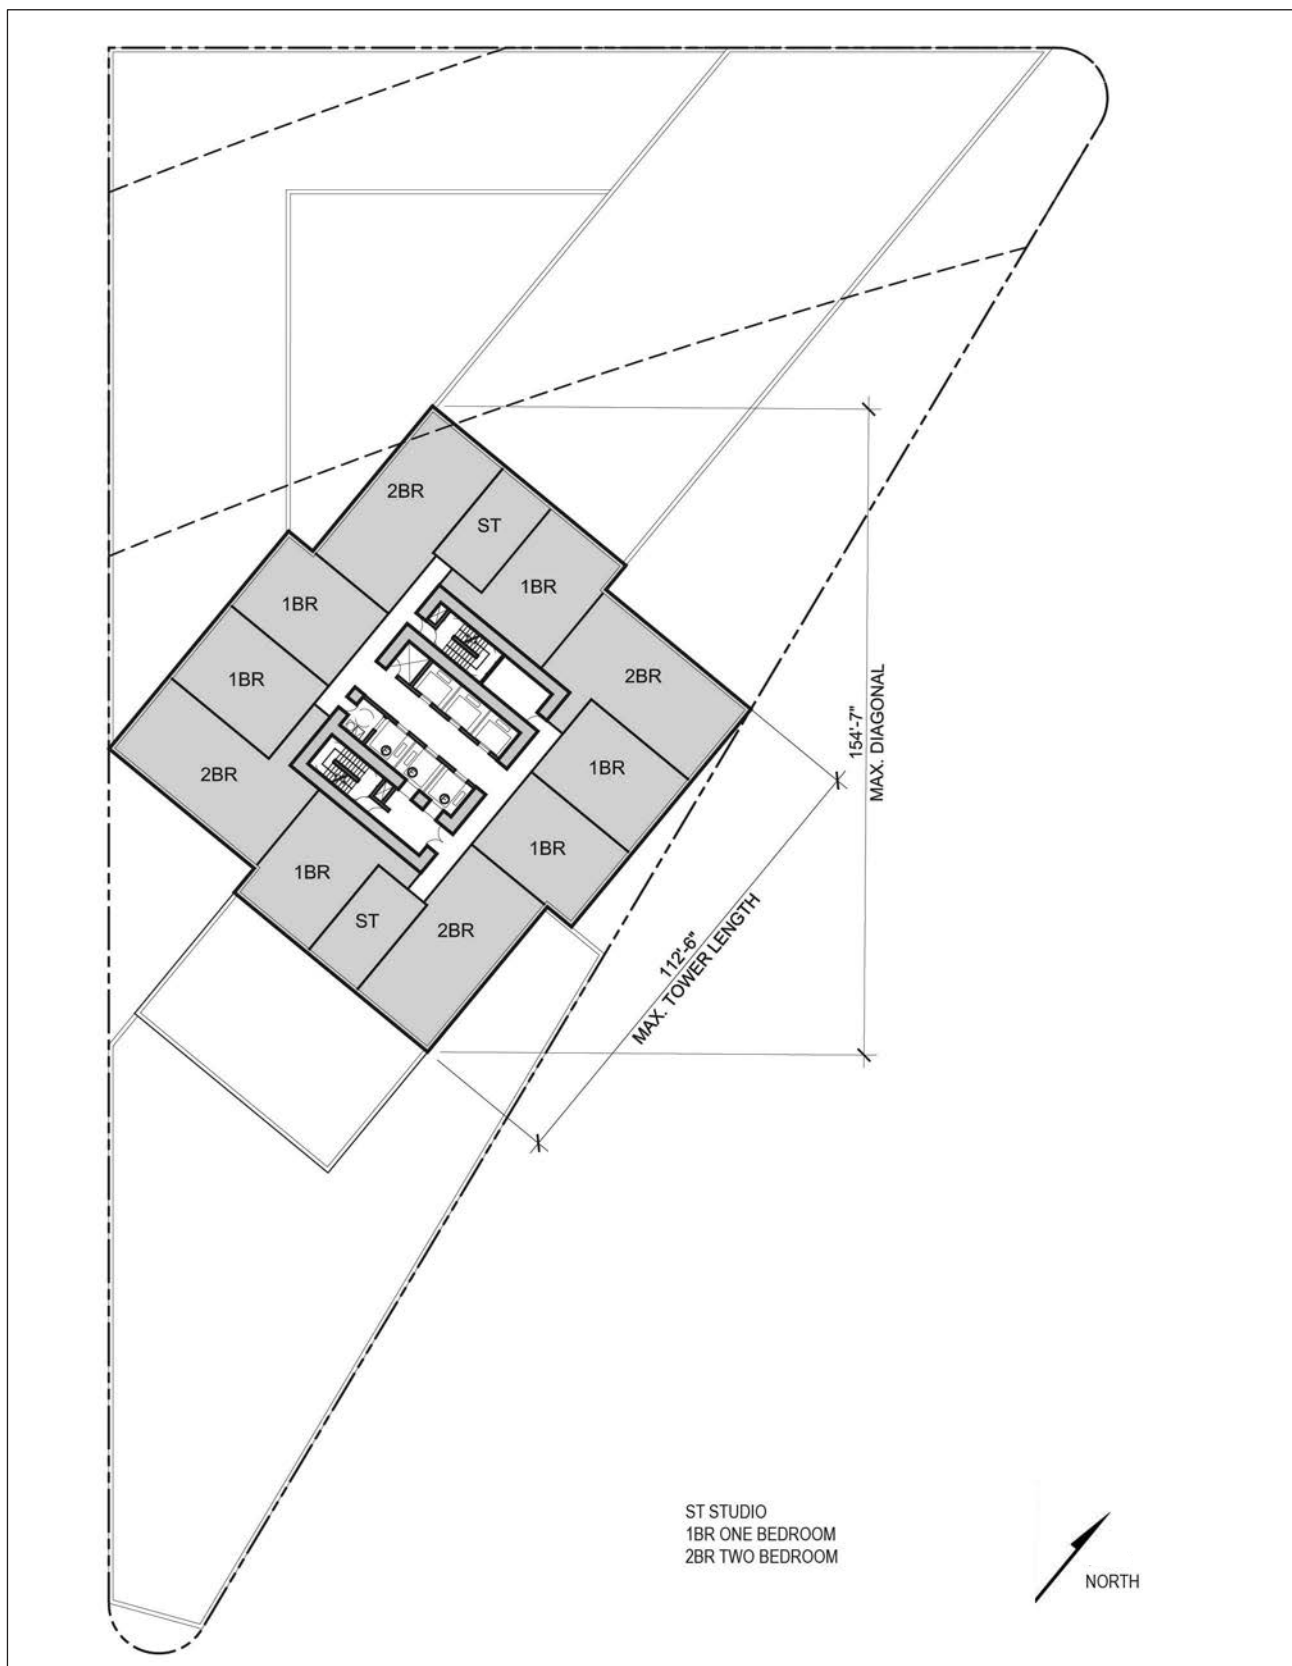 2BR
ST
1BR
1BR
2BR
1BR
1BR
2BR
1BR
1BR
ST
2BR
154'-7"
MAX. DIAGONAL
112'-6"
MAX. TOWER LENGTH
ST STUDIO
1BR ONE BEDROOM
2BR TWO BEDROOM
NORTH